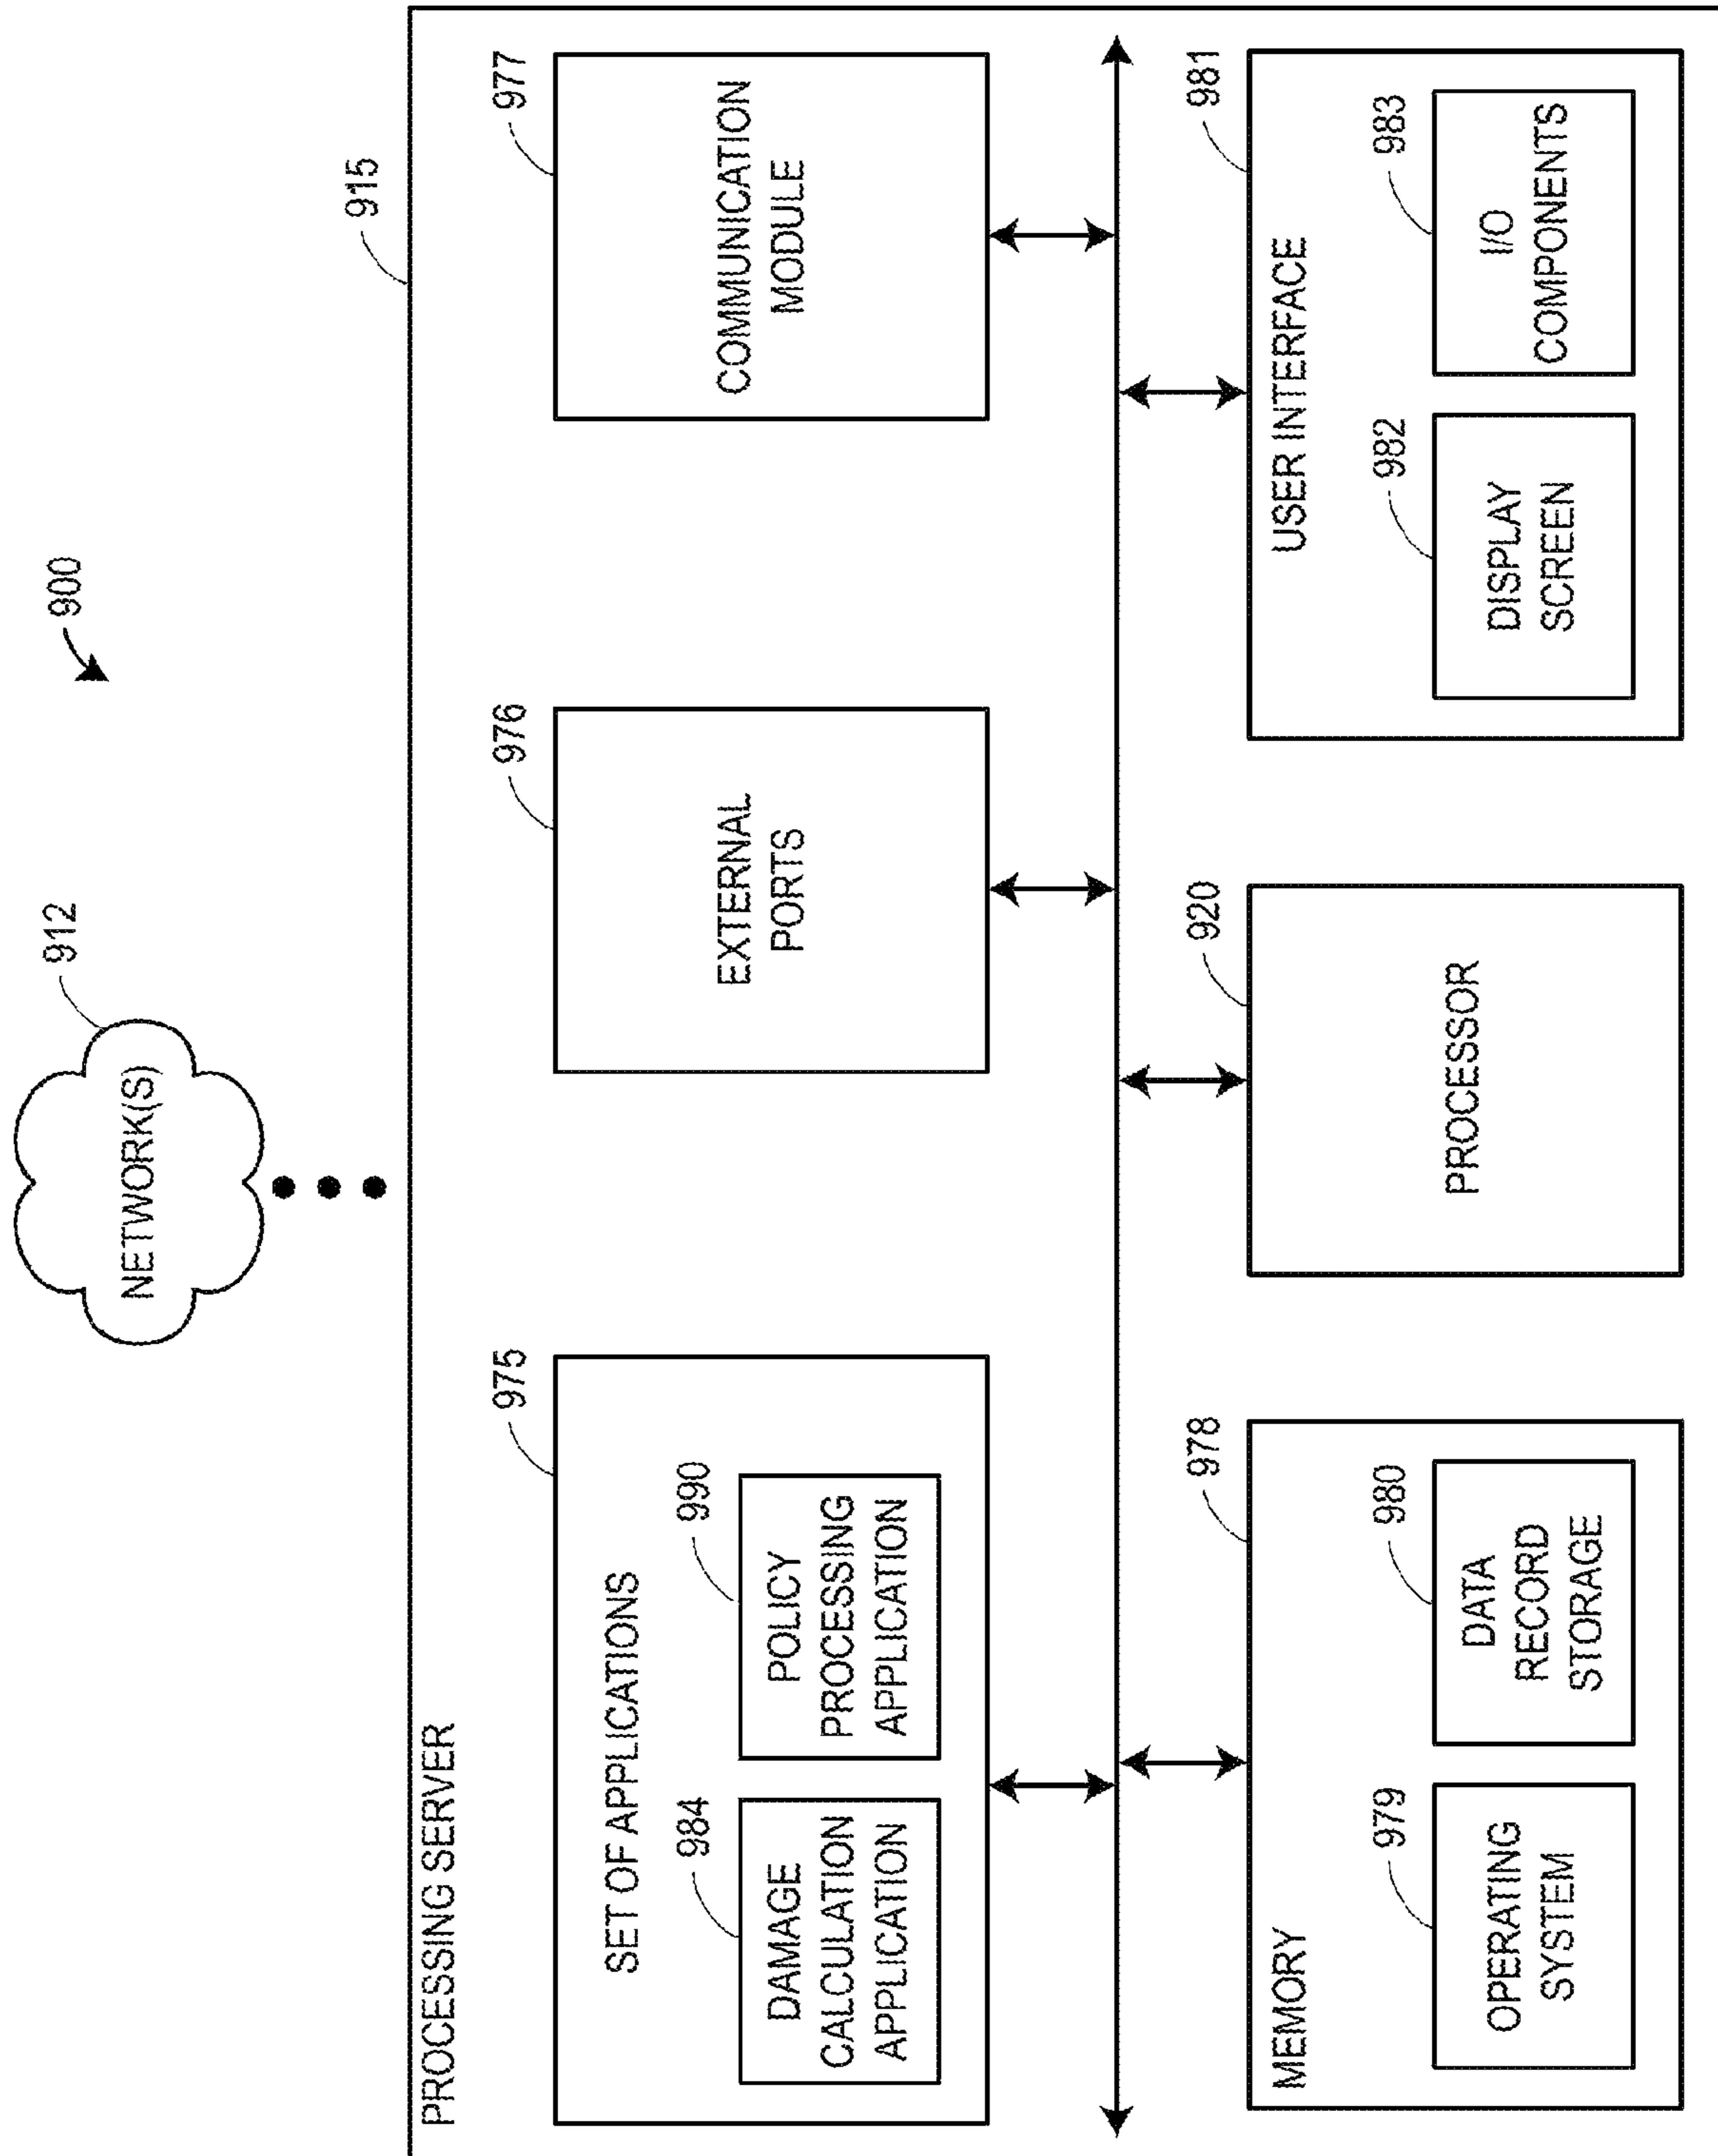 900
NETWORK(S)
912
PROCESSING SERVER
915
SET OF APPLICATIONS
975
DAMAGE
CALCULATION
APPLICATION
984
POLICY
PROCESSING
APPLICATION
990
EXTERNAL
PORTS
976
COMMUNICATION
MODULE
977
MEMORY
978
OPERATING
SYSTEM
979
DATA
RECORD
STORAGE
980
PROCESSOR
920
USER INTERFACE
981
DISPLAY
SCREEN
982
I/O
COMPONENTS
983